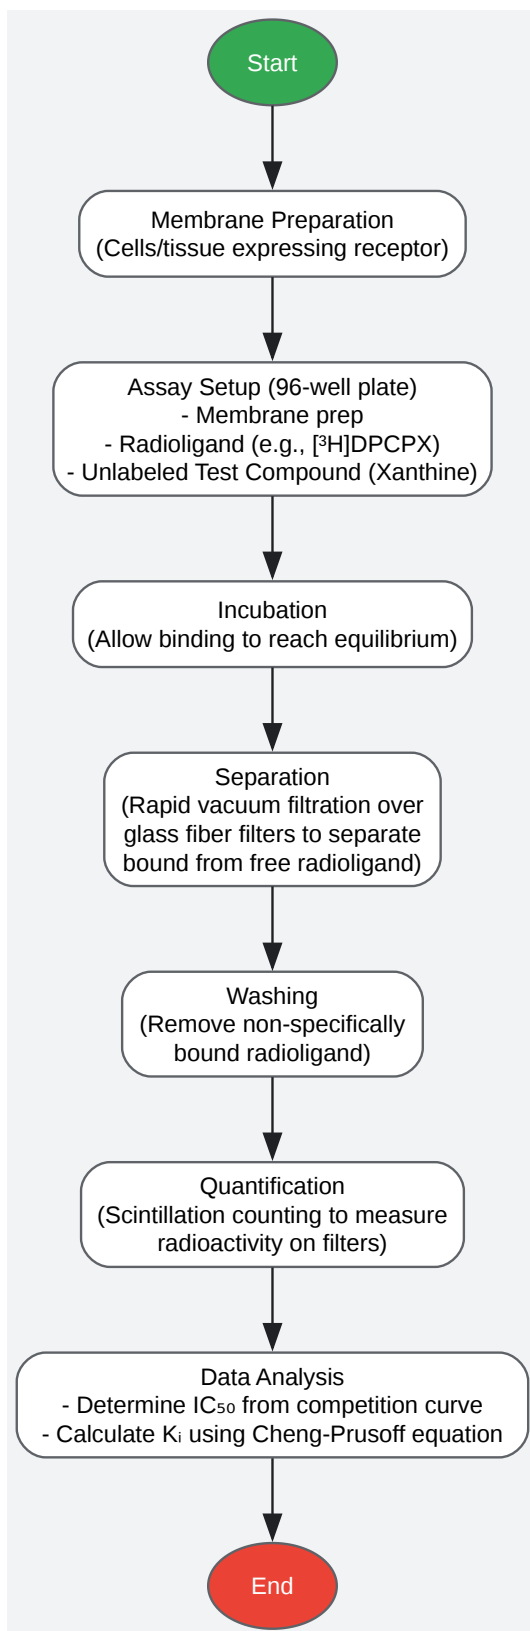 Start
Membrane Preparation
(Cells/tissue expressing receptor)
Assay Setup (96-well plate)
- Membrane prep
- Radioligand (e.g., [³H]DPCPX)
- Unlabeled Test Compound (Xanthine)
Incubation
(Allow binding to reach equilibrium)
Separation
(Rapid vacuum filtration over
glass fiber filters to separate
bound from free radioligand)
Washing
(Remove non-specifically
bound radioligand)
Quantification
(Scintillation counting to measure
radioactivity on filters)
Data Analysis
- Determine IC₅₀ from competition curve
- Calculate Kᵢ using Cheng-Prusoff equation
End